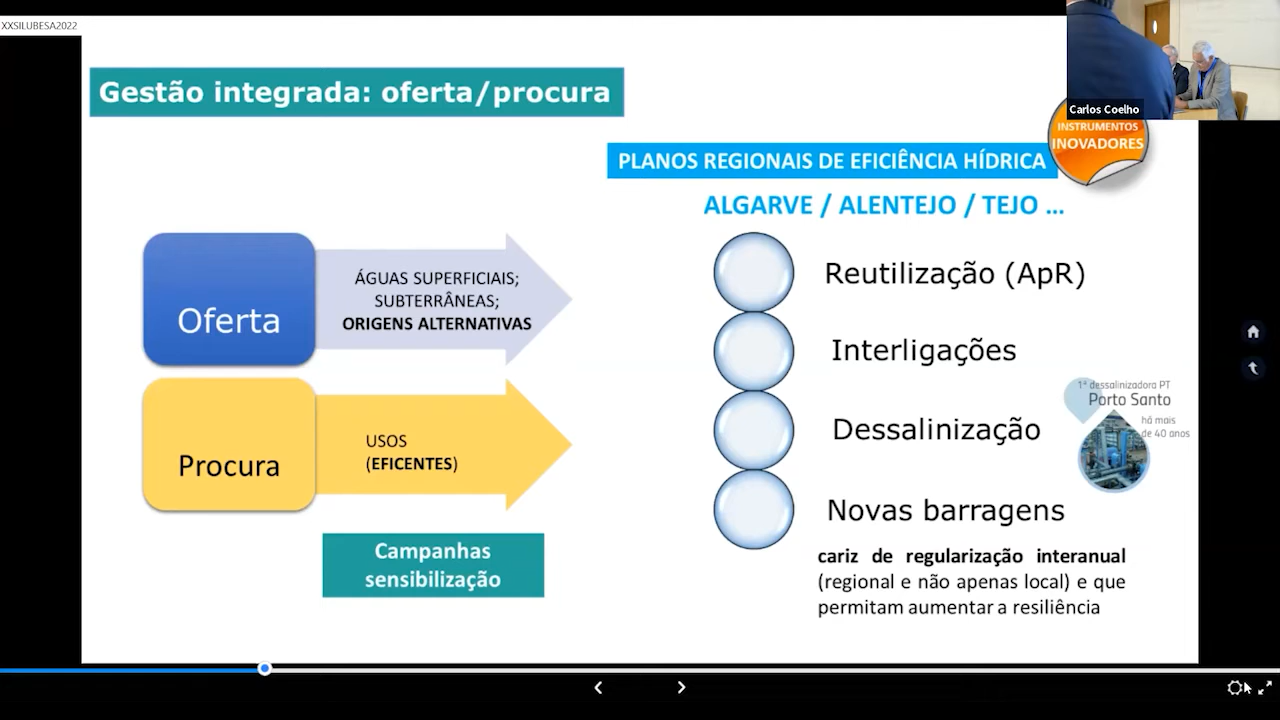 XXSILUBESA2022
Gestão integrada: oferta/procura
Carlos Coelho
INSTRUMENTOS
INOVADORES
PLANOS REGIONAIS DE EFICIÊNCIA HÍDRICA
ALGARVE / ALENTEJO / TEJO ...
Oferta
ÁGUAS SUPERFICIAIS;
SUBTERRÂNEAS;
ORIGENS ALTERNATIVAS
Procura
USOS
(EFICENTES)
Campanhas
sensibilização
Reutilização (ApR)
Interligações
Dessalinização
1ª dessalinizadora PT
Porto Santo
há mais
de 40 anos
Novas barragens
cariz de regularização interanual
(regional e não apenas local) e que
permitam aumentar a resiliência